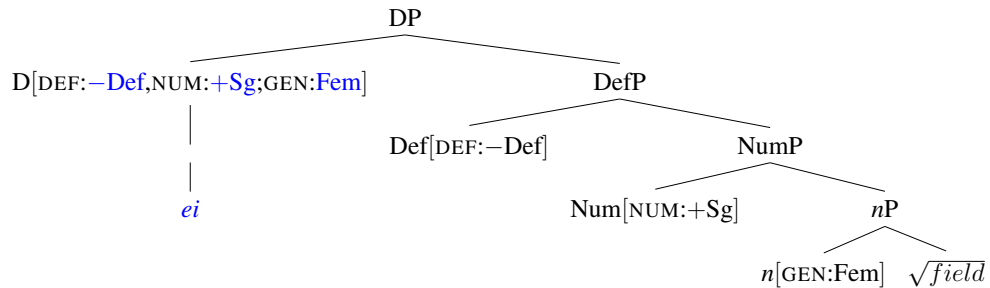 DP
D[DEF:−Def,NUM:+Sg;GEN:Fem] DefP
Def[DEF:−Def] NumP
ei Num[NUM:+Sg] nP
n[GEN:Fem] √field